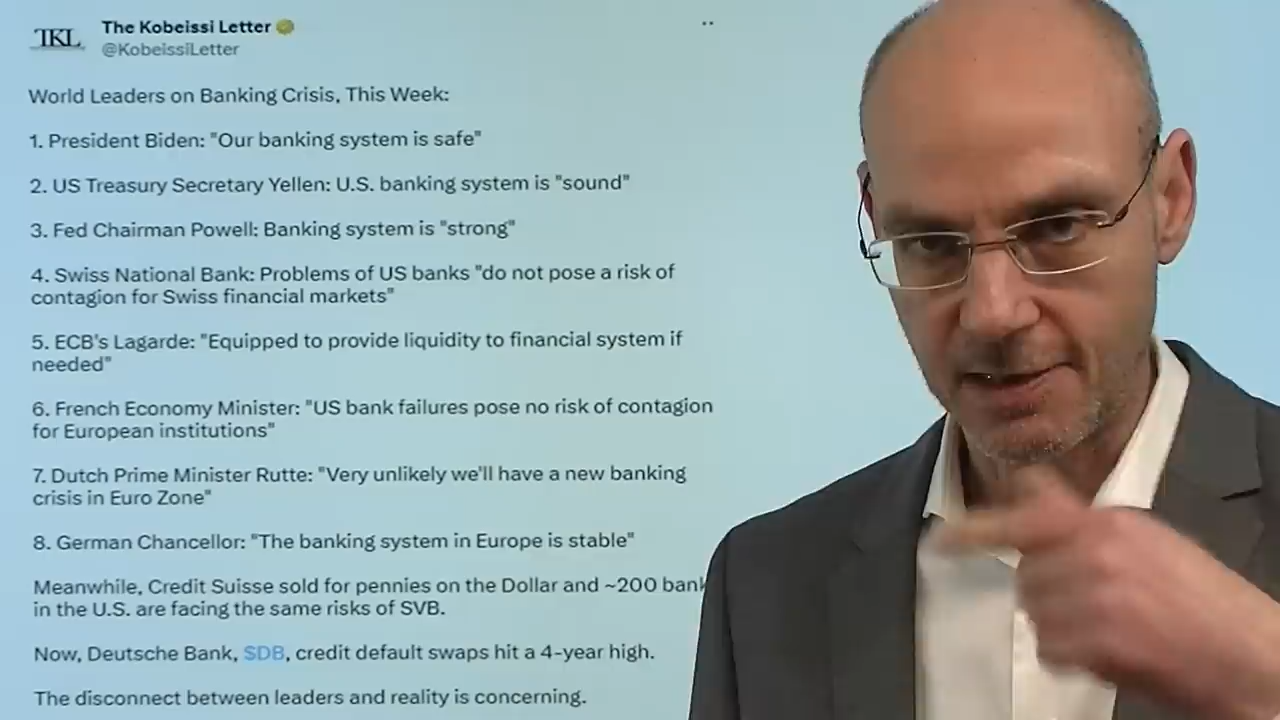 TKL
The Kobeissi Letter
@KobeissiLetter
World Leaders on Banking Crisis, This Week:
1. President Biden: "Our banking system is safe"
2. US Treasury Secretary Yellen: U.S. banking system is "sound"
3. Fed Chairman Powell: Banking system is "strong"
4. Swiss National Bank: Problems of US banks "do not pose a risk of
contagion for Swiss financial markets"
5. ECB's Lagarde: "Equipped to provide liquidity to financial system if
needed"
6. French Economy Minister: "US bank failures pose no risk of contagion
for European institutions"
7. Dutch Prime Minister Rutte: "Very unlikely we'll have a new banking
crisis in Euro Zone"
8. German Chancellor: "The banking system in Europe is stable"
Meanwhile, Credit Suisse sold for pennies on the Dollar and ~200 bank
in the U.S. are facing the same risks of SVB.
Now, Deutsche Bank, $DB, credit default swaps hit a 4-year high.
The disconnect between leaders and reality is concerning.